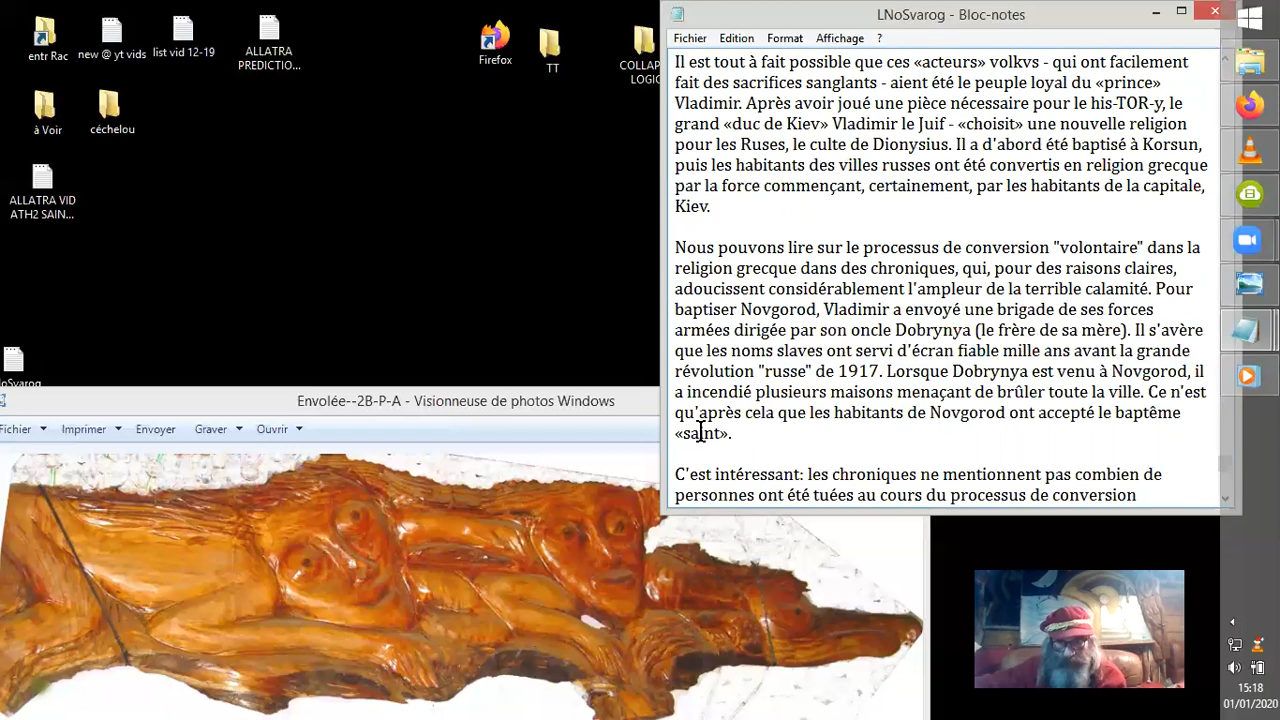 entr Rac
new @ yt vids
list vid 12-19
ALLATRA
PREDICTIO...
Firefox
TT
COLLAP
LOGIC
à Voir
céchelou
ALLATRA VID
ATH2 SAIN...
LNoSvarog
LNoSvarog - Bloc-notes
Fichier Edition Format Affichage ?
Il est tout à fait possible que ces «acteurs» volkvs - qui ont facilement
fait des sacrifices sanglants - aient été le peuple loyal du «prince»
Vladimir. Après avoir joué une pièce nécessaire pour le his-TOR-y, le
grand «duc de Kiev» Vladimir le Juif - «choisit» une nouvelle religion
pour les Ruses, le culte de Dionysius. Il a d'abord été baptisé à Korsun,
puis les habitants des villes russes ont été convertis en religion grecque
par la force commençant, certainement, par les habitants de la capitale,
Kiev.
Nous pouvons lire sur le processus de conversion "volontaire" dans la
religion grecque dans des chroniques, qui, pour des raisons claires,
adoucissent considérablement l'ampleur de la terrible calamité. Pour
baptiser Novgorod, Vladimir a envoyé une brigade de ses forces
armées dirigée par son oncle Dobrynya (le frère de sa mère). Il s'avère
que les noms slaves ont servi d'écran fiable mille ans avant la grande
révolution "russe" de 1917. Lorsque Dobrynya est venu à Novgorod, il
a incendié plusieurs maisons menaçant de brûler toute la ville. Ce n'est
qu'après cela que les habitants de Novgorod ont accepté le baptême
«saint».
C'est intéressant: les chroniques ne mentionnent pas combien de
personnes ont été tuées au cours du processus de conversion
Envolée--2B-P-A - Visionneuse de photos Windows
Fichier Imprimer Envoyer Graver Ouvrir
15:18
01/01/2020